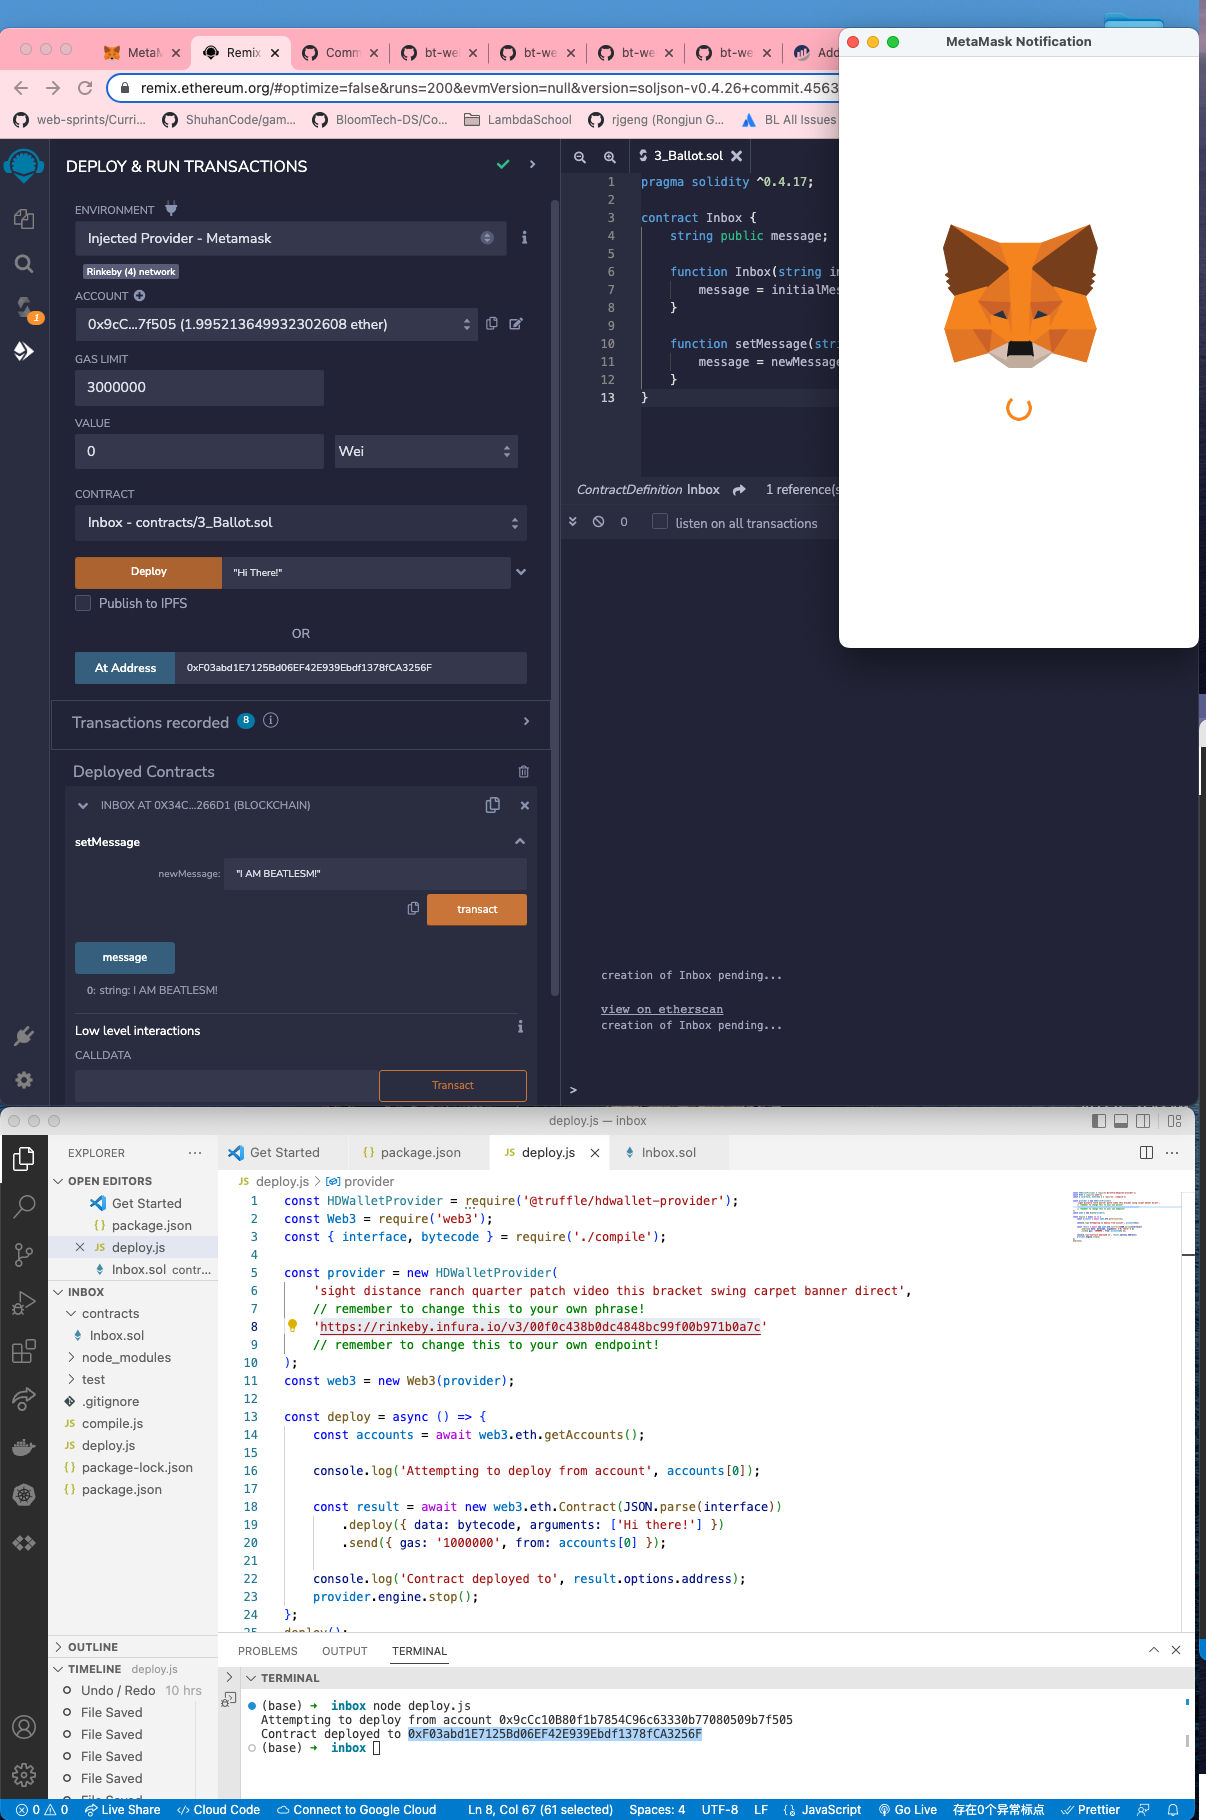 MetaM
Remix
Comm
bt-we
bt-we
bt-we
bt-we
Add
MetaMask Notification
remix.ethereum.org/#optimize=false&runs=200&evmVersion=null&version=soljson-v0.4.26+commit.4563
web-sprints/Curri...
ShuhanCode/gam...
BloomTech-DS/Co...
LambdaSchool
rjgeng (Rongjun G...
BL All Issues
DEPLOY & RUN TRANSACTIONS
ENVIRONMENT
Injected Provider - Metamask
Rinkeby (4) network
ACCOUNT
0x9cC...7f505 (1.995213649932302608 ether)
GAS LIMIT
3000000
VALUE
0
Wei
CONTRACT
Inbox - contracts/3_Ballot.sol
Deploy
"Hi There!"
Publish to IPFS
OR
At Address
0xF03abd1E7125Bd06EF42E939Ebdf1378fCA3256F
Transactions recorded 8
Deployed Contracts
INBOX AT 0X34C...266D1 (BLOCKCHAIN)
setMessage
newMessage:
"I AM BEATLESM!"
transact
message
0: string: I AM BEATLESM!
Low level interactions
CALLDATA
Transact
1
3_Ballot.sol
1 pragma solidity ^0.4.17;
2
3 contract Inbox {
4 string public message;
5
6 function Inbox(string in
7 message = initialMes
8 }
9
10 function setMessage(stri
11 message = newMessage
12 }
13 }
ContractDefinition Inbox
1 reference(s
0
listen on all transactions
creation of Inbox pending...
view on etherscan
creation of Inbox pending...
>
deploy.js — inbox
EXPLORER
Get Started
package.json
deploy.js
Inbox.sol
OPEN EDITORS
Get Started
package.json
deploy.js
Inbox.sol contr...
INBOX
contracts
Inbox.sol
node_modules
test
.gitignore
compile.js
deploy.js
package-lock.json
package.json
OUTLINE
TIMELINE deploy.js
Undo / Redo 10 hrs
File Saved
File Saved
File Saved
File Saved
deploy.js > provider
1 const HDWalletProvider = require('@truffle/hdwallet-provider');
2 const Web3 = require('web3');
3 const { interface, bytecode } = require('./compile');
4
5 const provider = new HDWalletProvider(
6 'sight distance ranch quarter patch video this bracket swing carpet banner direct',
7 // remember to change this to your own phrase!
8 'https://rinkeby.infura.io/v3/00f0c438b0dc4848bc99f00b971b0a7c'
9 // remember to change this to your own endpoint!
10 );
11 const web3 = new Web3(provider);
12
13 const deploy = async () => {
14 const accounts = await web3.eth.getAccounts();
15
16 console.log('Attempting to deploy from account', accounts[0]);
17
18 const result = await new web3.eth.Contract(JSON.parse(interface))
19 .deploy({ data: bytecode, arguments: ['Hi there!'] })
20 .send({ gas: '1000000', from: accounts[0] });
21
22 console.log('Contract deployed to', result.options.address);
23 provider.engine.stop();
24 };
25 deploy();
PROBLEMS
OUTPUT
TERMINAL
TERMINAL
(base) → inbox node deploy.js
Attempting to deploy from account 0x9cCc10B80f1b7854C96c63330b77080509b7f505
Contract deployed to 0xF03abd1E7125Bd06EF42E939Ebdf1378fCA3256F
(base) → inbox
0
0
Live Share
Cloud Code
Connect to Google Cloud
Ln 8, Col 67 (61 selected)
Spaces: 4
UTF-8
LF
{} JavaScript
Go Live
存在0个异常标点
Prettier